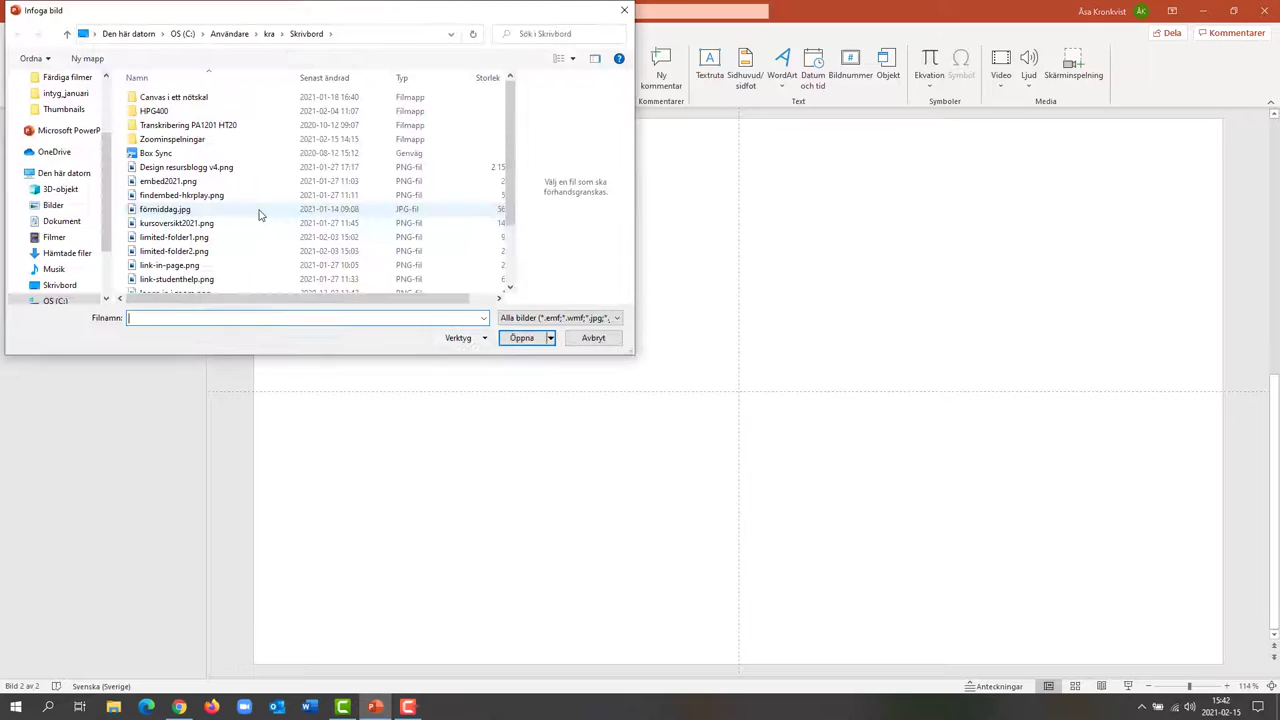 Infoga bild
Åsa Kronkvist ÅK
Den här datorn OS (C:) Användare kra Skrivbord
Sök i Skrivbord
Dela Kommentarer
Ordna Ny mapp
Ny kommentar
Textruta
Sidhuvud/ sidfot
WordArt
Datum och tid
Bildnummer
Objekt
Ekvation
Symbol
Video
Ljud
Skärminspelning
Kommentarer Text Symboler Media
Färdiga filmer
intyg_januari
Thumbnails
OneDrive
Den här datorn
3D-objekt
Bilder
Dokument
Filmer
Hämtade filer
Musik
Skrivbord
OS (C:)
Namn Senast ändrad Typ Storlek
Canvas i ett nötskal 2021-01-18 16:40 Filmapp
HPG400 2021-02-04 11:07 Filmapp
Transkribering PA1201 HT20 2020-10-12 09:07 Filmapp
Zoominspelningar 2021-02-15 14:15 Filmapp
Box Sync 2020-08-12 15:12 Genväg
Design resursblogg v4.png 2021-01-27 17:17 PNG-fil 2 15
embed2021.png 2021-01-27 11:03 PNG-fil
findembed-hkrplay.png 2021-01-27 11:11 PNG-fil
förmiddag.jpg 2021-01-14 09:08 JPG-fil 56
kursoversikt2021.png 2021-01-27 11:45 PNG-fil 14
limited-folder1.png 2021-02-03 15:02 PNG-fil
limited-folder2.png 2021-02-03 15:03 PNG-fil
link-in-page.png 2021-01-27 10:05 PNG-fil
link-studenthelp.png 2021-01-27 11:33 PNG-fil
Välj en fil som ska
förhandsgranskas.
Filnamn:
Alla bilder (*.emf;*.wmf;*.jpg;*.
Verktyg Öppna Avbryt
Bild 2 av 2 Svenska (Sverige) Anteckningar 114 %
15:42
2021-02-15